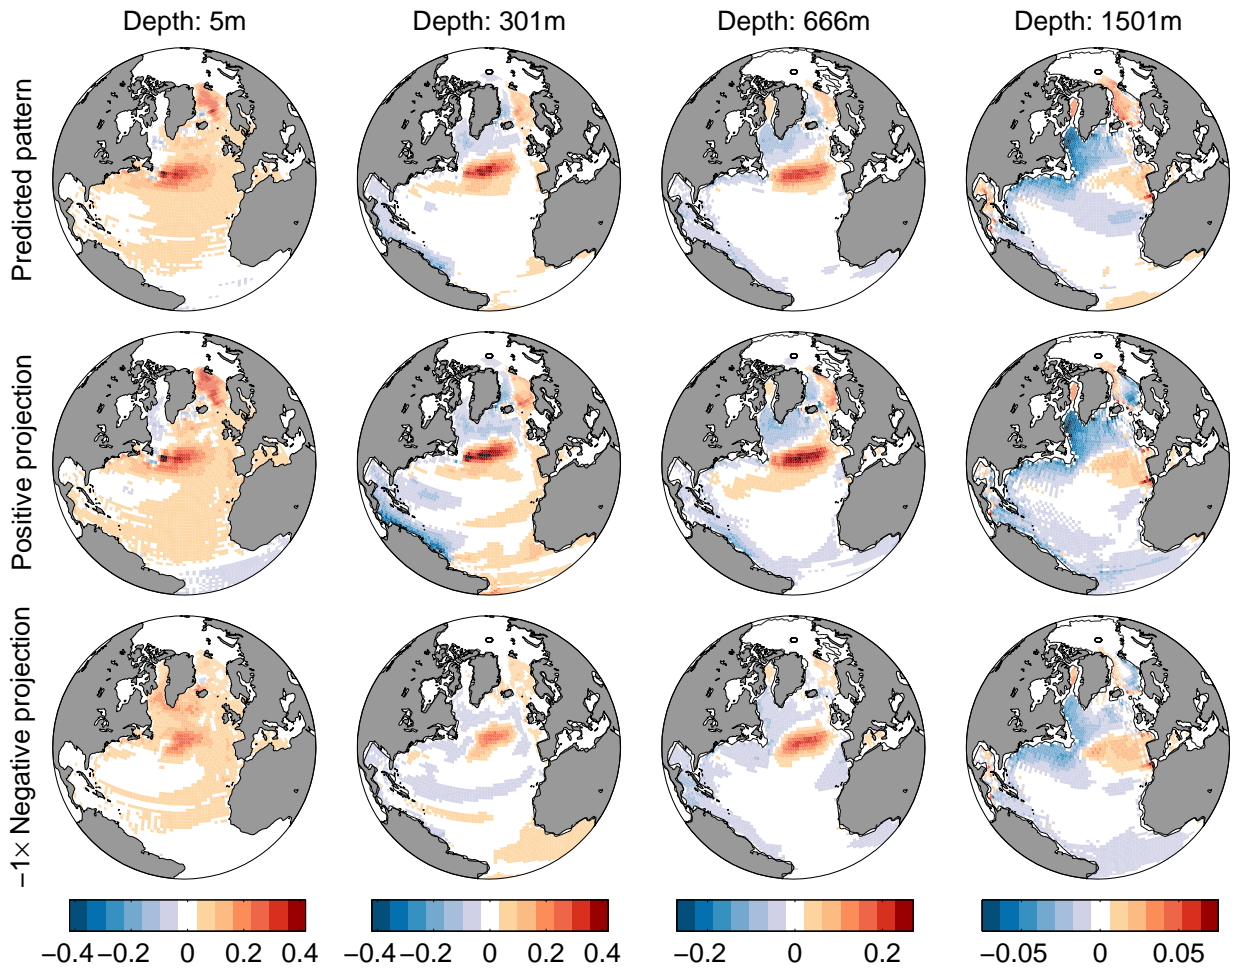 Depth: 5m
Depth: 301m
Depth: 666m
Depth: 1501m
Predicted pattern
Positive projection
−1× Negative projection
−0.4 −0.2 0 0.2 0.4
−0.4 −0.2 0 0.2 0.4
−0.2 0 0.2
−0.05 0 0.05